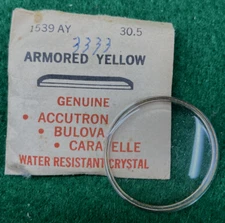 1539 AY 30.5
3333
ARMORED YELLOW
GENUINE
• ACCUTRON
• BULOVA
• CARAVELLE
WATER RESISTANT CRYSTAL